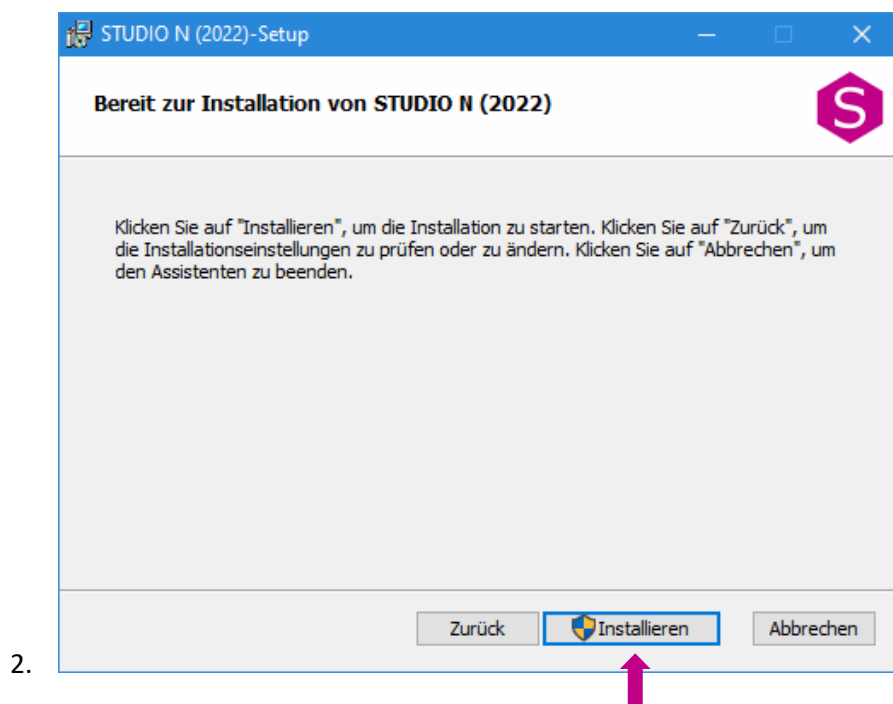 STUDIO N (2022)-Setup
Bereit zur Installation von STUDIO N (2022)
S
Klicken Sie auf "Installieren", um die Installation zu starten. Klicken Sie auf "Zurück", um
die Installationseinstellungen zu prüfen oder zu ändern. Klicken Sie auf "Abbrechen", um
den Assistenten zu beenden.
Zurück Installieren Abbrechen
2.